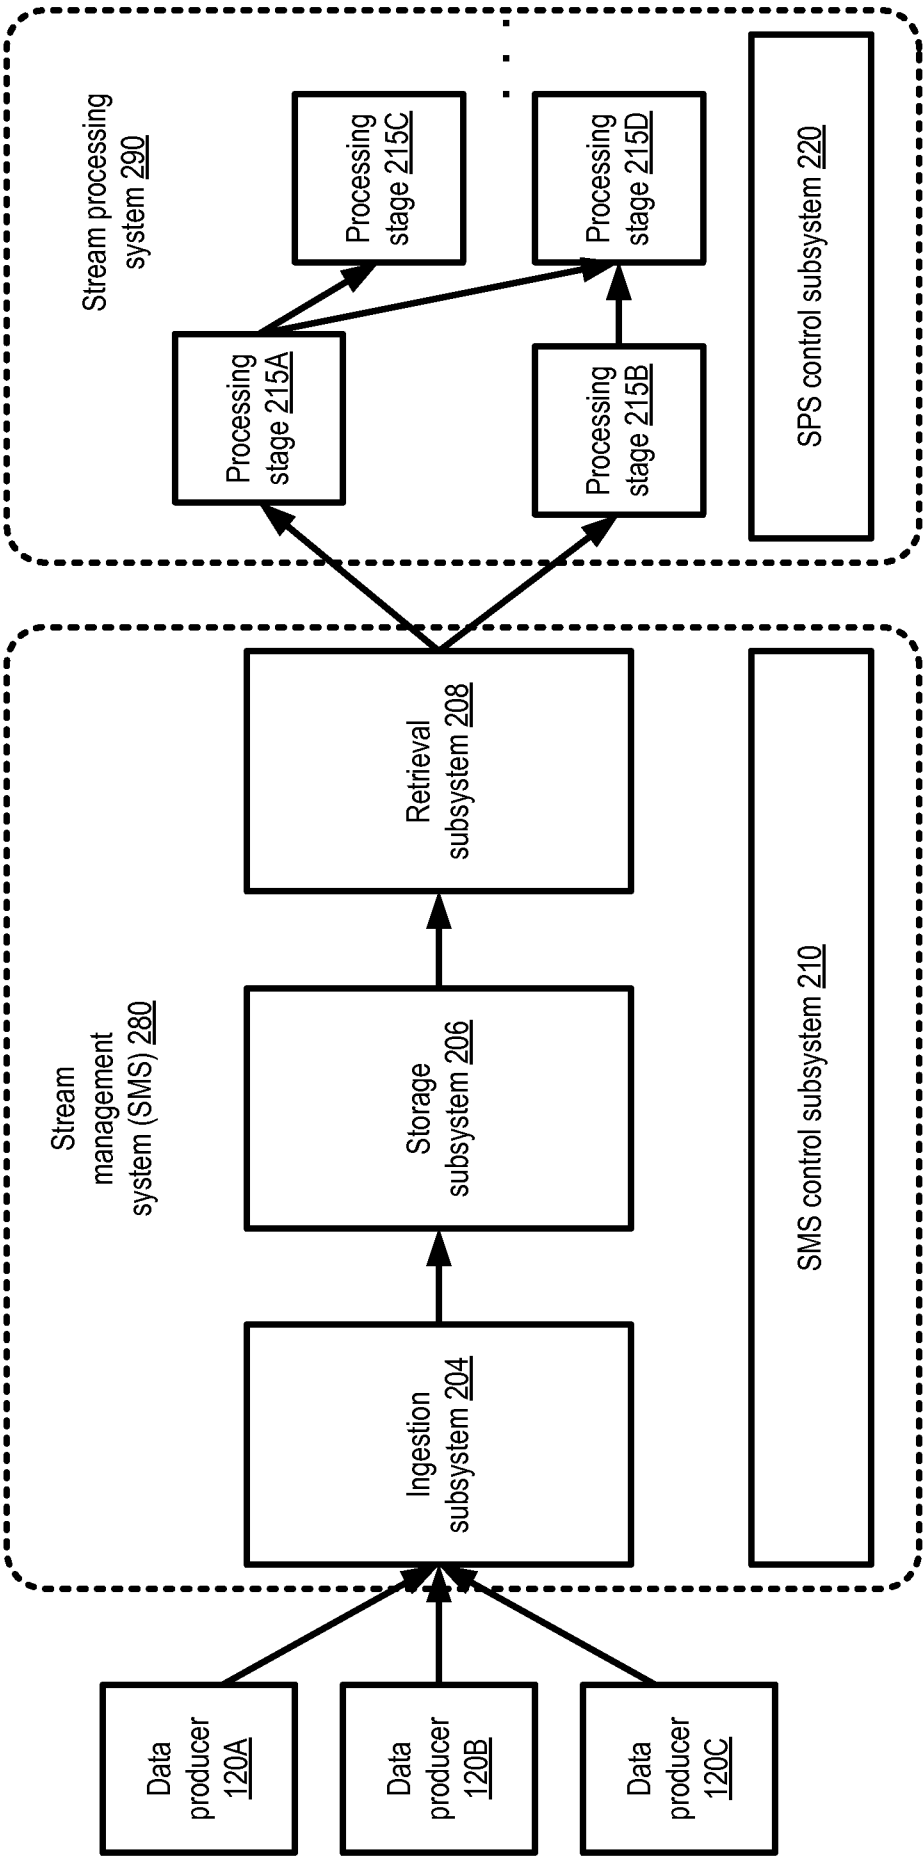 Data
producer
120A
Data
producer
120B
Data
producer
120C
Stream
management
system (SMS) 280
Ingestion
subsystem 204
Storage
subsystem 206
Retrieval
subsystem 208
SMS control subsystem 210
Stream processing
system 290
Processing
stage 215A
Processing
stage 215B
Processing
stage 215C
Processing
stage 215D
. . .
SPS control subsystem 220